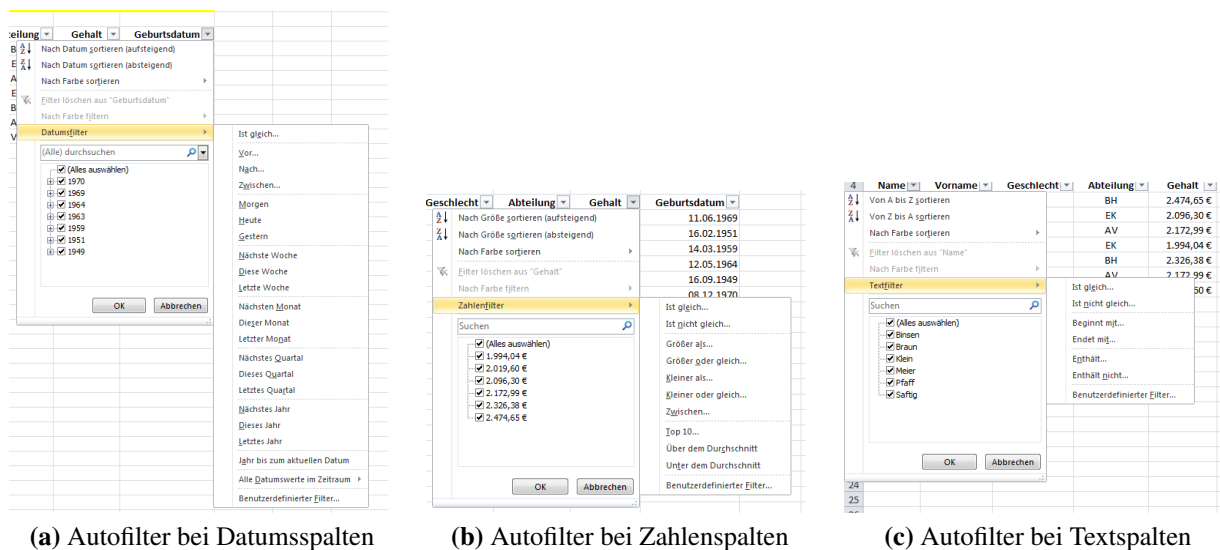 eilung Gehalt Geburtsdatum
B Nach Datum sortieren (aufsteigend)
E Nach Datum sortieren (absteigend)
A Nach Farbe sortieren
E Filter löschen aus "Geburtsdatum"
B Nach Farbe filtern
A Datumsfilter
V
(Alle) durchsuchen
(Alles auswählen)
1970
1969
1964
1963
1959
1951
1949
OK Abbrechen
Ist gleich...
Vor...
Nach...
Zwischen...
Morgen
Heute
Gestern
Nächste Woche
Diese Woche
Letzte Woche
Nächsten Monat
Dieser Monat
Letzter Monat
Nächstes Quartal
Dieses Quartal
Letztes Quartal
Nächstes Jahr
Dieses Jahr
Letztes Jahr
Jahr bis zum aktuellen Datum
Alle Datumswerte im Zeitraum
Benutzerdefinierter Filter...
(a) Autofilter bei Datumsspalten
Geschlecht Abteilung Gehalt Geburtsdatum
Nach Größe sortieren (aufsteigend) 11.06.1969
Nach Größe sortieren (absteigend) 16.02.1951
Nach Farbe sortieren 14.03.1959
12.05.1964
Filter löschen aus "Gehalt" 16.09.1949
Nach Farbe filtern 08.12.1970
Zahlenfilter
Suchen
(Alles auswählen)
1.994,04 €
2.019,60 €
2.096,30 €
2.172,99 €
2.326,38 €
2.474,65 €
OK Abbrechen
Ist gleich...
Ist nicht gleich...
Größer als...
Größer oder gleich...
Kleiner als...
Kleiner oder gleich...
Zwischen...
Top 10...
Über dem Durchschnitt
Unter dem Durchschnitt
Benutzerdefinierter Filter...
(b) Autofilter bei Zahlenspalten
4 Name Vorname Geschlecht Abteilung Gehalt
Von A bis Z sortieren BH 2.474,65 €
Von Z bis A sortieren EK 2.096,30 €
Nach Farbe sortieren AV 2.172,99 €
EK 1.994,04 €
Filter löschen aus "Name" BH 2.326,38 €
Nach Farbe filtern AV 2.172,99 €
Textfilter 60 €
Suchen
(Alles auswählen)
Binsen
Braun
Klein
Meier
Pfaff
Saftig
OK Abbrechen
Ist gleich...
Ist nicht gleich...
Beginnt mit...
Endet mit...
Enthält...
Enthält nicht...
Benutzerdefinierter Filter...
24
25
(c) Autofilter bei Textspalten